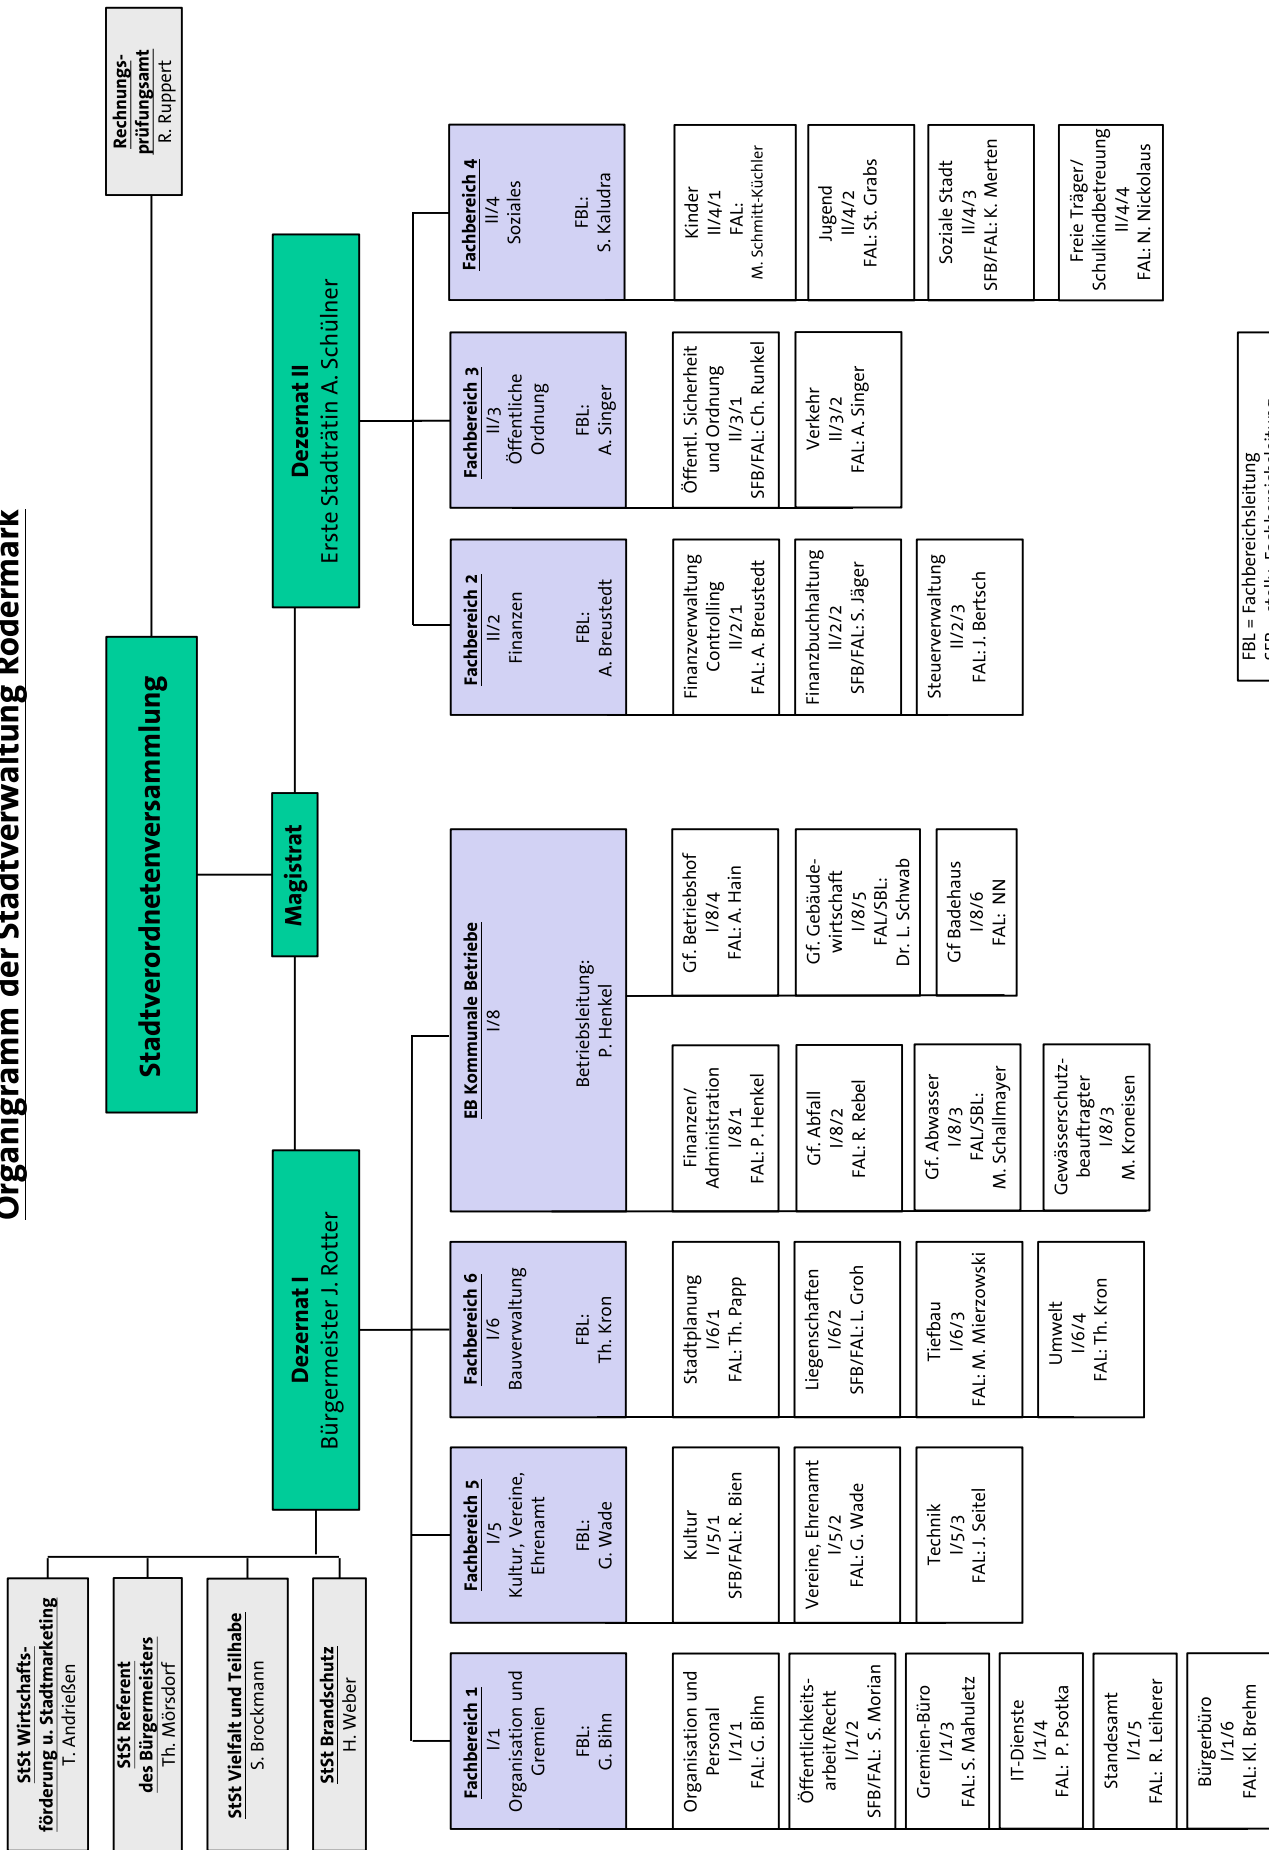 Organigramm der Stadtverwaltung Rödermark
Stadtverordnetenversammlung
Rechnungs-
prüfungsamt
R. Ruppert
Magistrat
StSt Wirtschafts-
förderung u. Stadtmarketing
T. Andrießen
StSt Referent
des Bürgermeisters
Th. Mörsdorf
StSt Vielfalt und Teilhabe
S. Brockmann
StSt Brandschutz
H. Weber
Dezernat I
Bürgermeister J. Rotter
Dezernat II
Erste Stadträtin A. Schülner
Fachbereich 1
I/1
Organisation und
Gremien
FBL:
G. Bihn
Organisation und
Personal
I/1/1
FAL: G. Bihn
Öffentlichkeits-
arbeit/Recht
I/1/2
SFB/FAL: S. Morian
Gremien-Büro
I/1/3
FAL: S. Mahuletz
IT-Dienste
I/1/4
FAL: P. Psotka
Standesamt
I/1/5
FAL: R. Leiherer
Bürgerbüro
I/1/6
FAL: Kl. Brehm
Fachbereich 5
I/5
Kultur, Vereine,
Ehrenamt
FBL:
G. Wade
Kultur
I/5/1
SFB/FAL: R. Bien
Vereine, Ehrenamt
I/5/2
FAL: G. Wade
Technik
I/5/3
FAL: J. Seitel
Fachbereich 6
I/6
Bauverwaltung
FBL:
Th. Kron
Stadtplanung
I/6/1
FAL: Th. Papp
Liegenschaften
I/6/2
SFB/FAL: L. Groh
Tiefbau
I/6/3
FAL: M. Mierzowski
Umwelt
I/6/4
FAL: Th. Kron
EB Kommunale Betriebe
I/8
Betriebsleitung:
P. Henkel
Finanzen/
Administration
I/8/1
FAL: P. Henkel
Gf. Abfall
I/8/2
FAL: R. Rebel
Gf. Abwasser
I/8/3
FAL/SBL:
M. Schallmayer
Gewässerschutz-
beauftragter
I/8/3
M. Kroneisen
Gf. Betriebshof
I/8/4
FAL: A. Hain
Gf. Gebäude-
wirtschaft
I/8/5
FAL/SBL:
Dr. L. Schwab
Gf Badehaus
I/8/6
FAL: NN
Fachbereich 2
II/2
Finanzen
FBL:
A. Breustedt
Finanzverwaltung
Controlling
II/2/1
FAL: A. Breustedt
Finanzbuchhaltung
II/2/2
SFB/FAL: S. Jäger
Steuerverwaltung
II/2/3
FAL: J. Bertsch
Fachbereich 3
II/3
Öffentliche
Ordnung
FBL:
A. Singer
Öffentl. Sicherheit
und Ordnung
II/3/1
SFB/FAL: Ch. Runkel
Verkehr
II/3/2
FAL: A. Singer
Fachbereich 4
II/4
Soziales
FBL:
S. Kaludra
Kinder
II/4/1
FAL:
M. Schmitt-Küchler
Jugend
II/4/2
FAL: St. Grabs
Soziale Stadt
II/4/3
SFB/FAL: K. Merten
Freie Träger/
Schulkindbetreuung
II/4/4
FAL: N. Nickolaus
FBL = Fachbereichsleitung